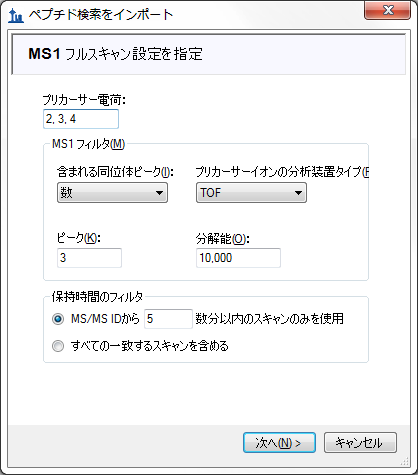 ペプチド検索をインポート
MS1 フルスキャン設定を指定
プリカーサー電荷:
2, 3, 4
MS1 フィルタ(M)
含まれる同位体ピーク(I): プリカーサーイオンの分析装置タイプ(
数 TOF
ピーク(K): 分解能(O):
3 10,000
保持時間のフィルタ
MS/MS IDから 5 数分以内のスキャンのみを使用
すべての一致するスキャンを含める
次へ(N) > キャンセル